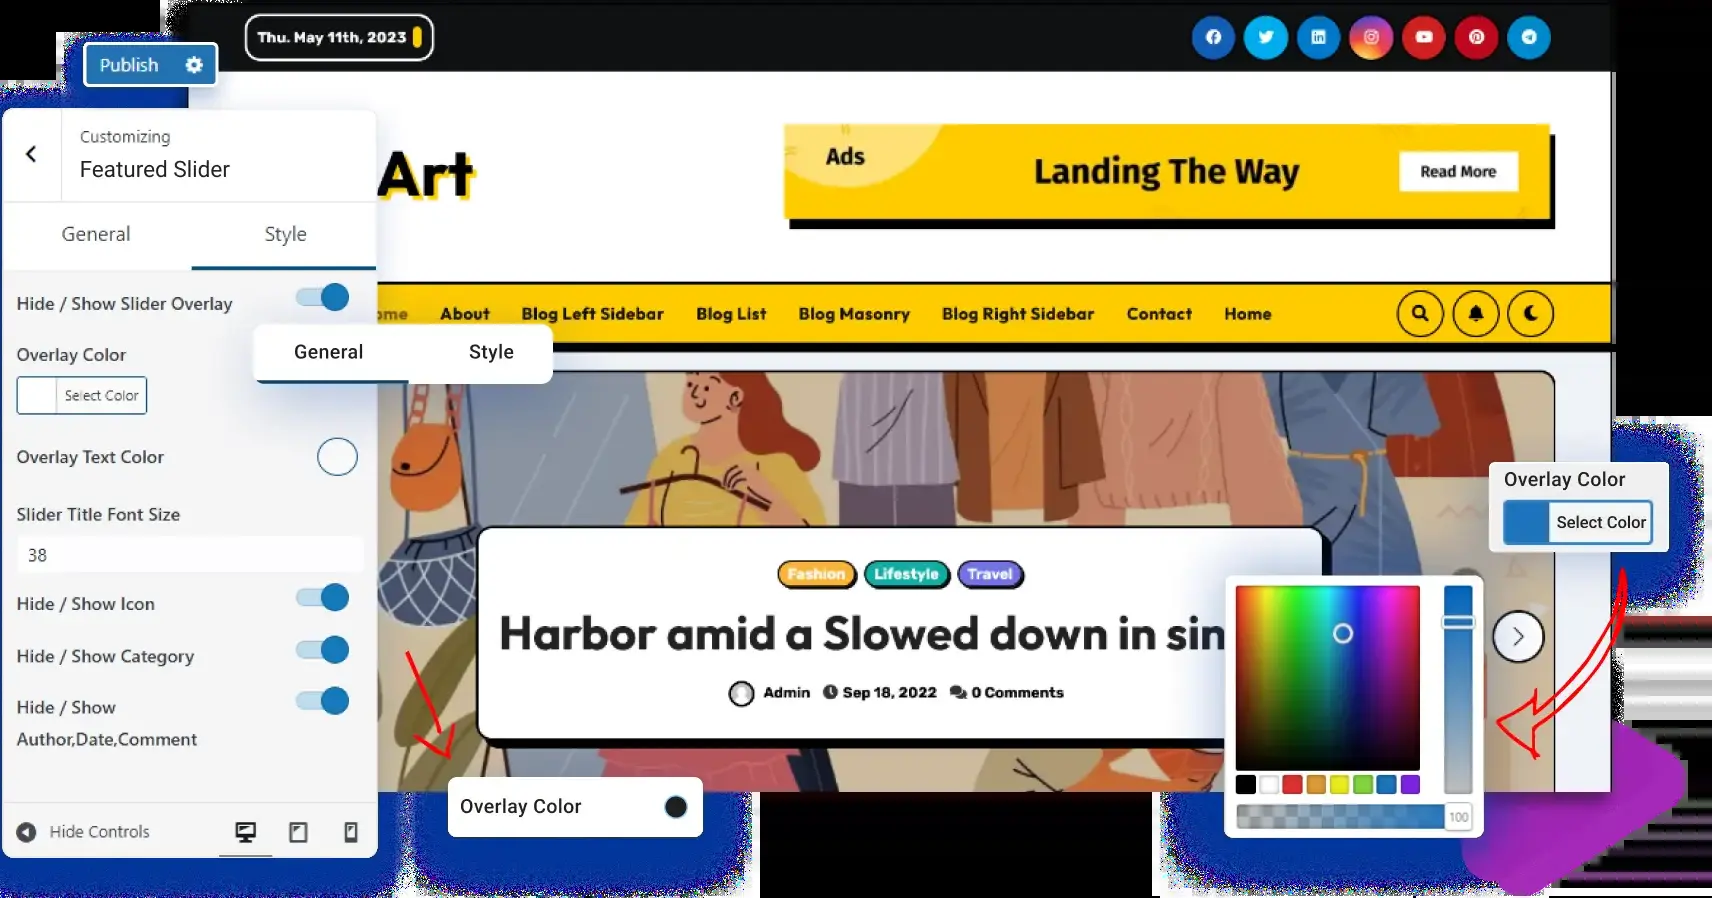 Thu. May 11th, 2023
Publish
Customizing
Featured Slider
General
Style
Hide / Show Slider Overlay
Overlay Color
Select Color
Overlay Text Color
Slider Title Font Size
38
Hide / Show Icon
Hide / Show Category
Hide / Show
Author,Date,Comment
Hide Controls
Art
Ads
Landing The Way
Read More
ome
About
Blog Left Sidebar
Blog List
Blog Masonry
Blog Right Sidebar
Contact
Home
General
Style
Fashion
Lifestyle
Travel
Harbor amid a Slowed down in sin
Admin
Sep 18, 2022
0 Comments
Overlay Color
Overlay Color
Select Color
100